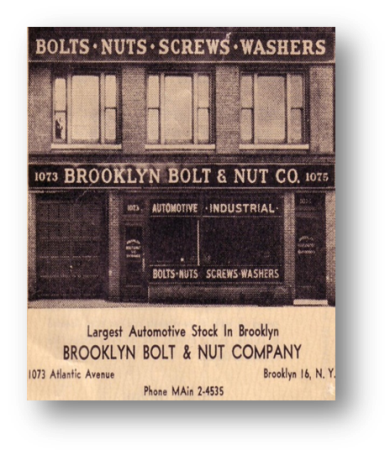 BOLTS · NUTS · SCREWS · WASHERS
1073 BROOKLYN BOLT & NUT CO. 1075
AUTOMOTIVE · INDUSTRIAL ·
BOLTS · NUTS SCREWS · WASHERS
Largest Automotive Stock In Brooklyn
BROOKLYN BOLT & NUT COMPANY
1073 Atlantic Avenue Brooklyn 16, N. Y.
Phone MAin 2-4535